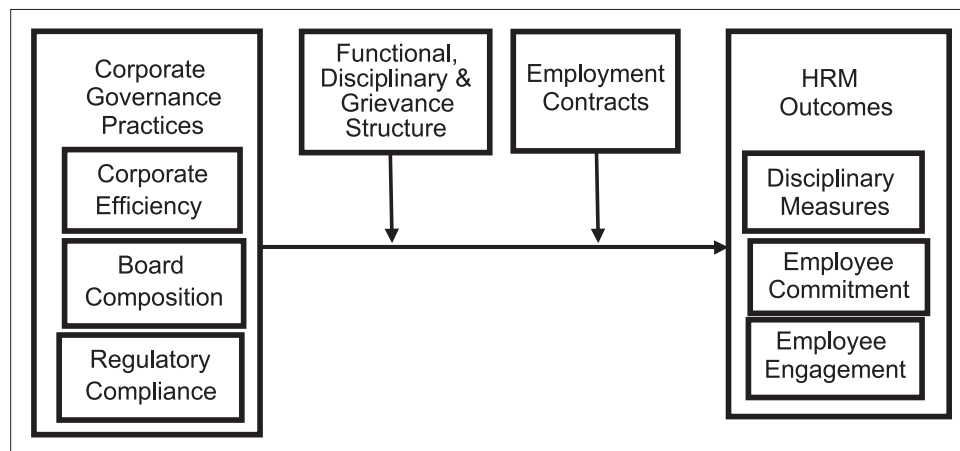 Corporate
Governance
Practices
Corporate
Efficiency
Board
Composition
Regulatory
Compliance
Functional,
Disciplinary &
Grievance
Structure
Employment
Contracts
HRM
Outcomes
Disciplinary
Measures
Employee
Commitment
Employee
Engagement